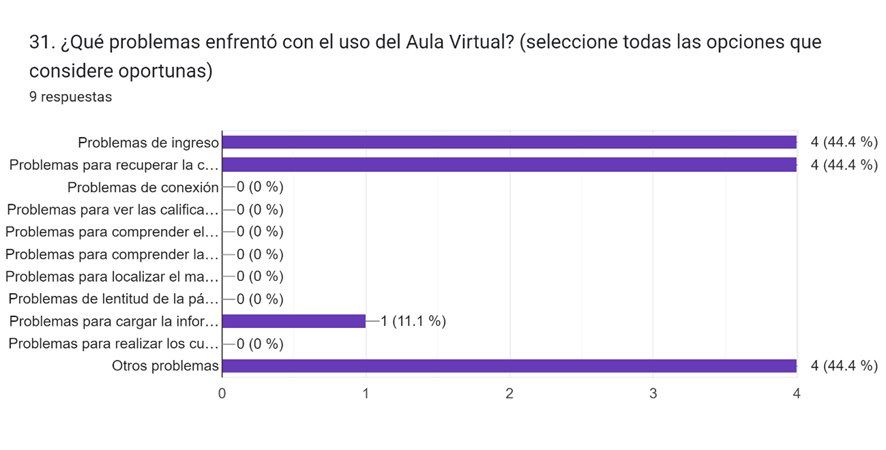 31. ¿Qué problemas enfrentó con el uso del Aula Virtual? (seleccione todas las opciones que
considere oportunas)
9 respuestas
Problemas de ingreso 4 (44.4 %)
Problemas para recuperar la c... 4 (44.4 %)
Problemas de conexión 0 (0 %)
Problemas para ver las califica... 0 (0 %)
Problemas para comprender el... 0 (0 %)
Problemas para comprender la... 0 (0 %)
Problemas para localizar el ma... 0 (0 %)
Problemas de lentitud de la pá... 0 (0 %)
Problemas para cargar la infor... 1 (11.1 %)
Problemas para realizar los cu... 0 (0 %)
Otros problemas 4 (44.4 %)
0 1 2 3 4